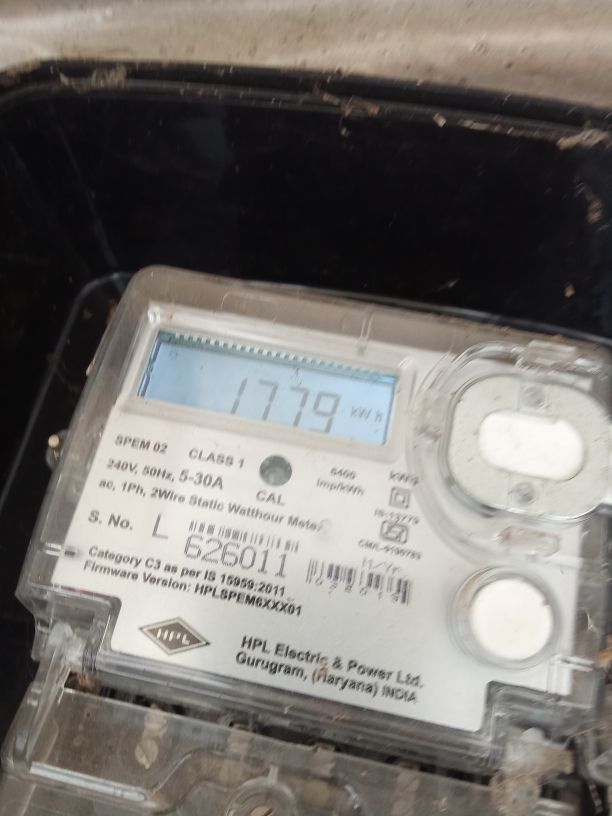 1779 kWh
SPEM 02 CLASS 1
240V, 50Hz, 5-30A CAL 6400 imp/kWh
ac, 1Ph, 2Wire Static Watthour Meter
S. No. L 626011
Category C3 as per IS 15959:2011
Firmware Version: HPLSPEM6XXX01
HPL
HPL Electric & Power Ltd.
Gurugram, (Haryana) INDIA